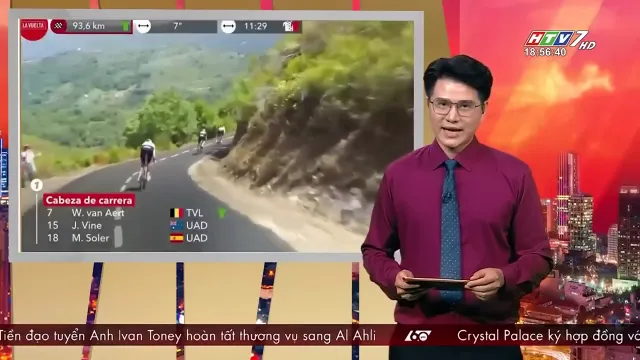 LA VUELTA
93,6 km
7"
11:29
HTV7 HD
18:56:40
Cabeza de carrera
7 W. van Aert TVL
15 J. Vine UAD
18 M. Soler UAD
Tiền đạo tuyển Anh Ivan Toney hoàn tất thương vụ sang Al Ahli
60
Crystal Palace ký hợp đồng vớ